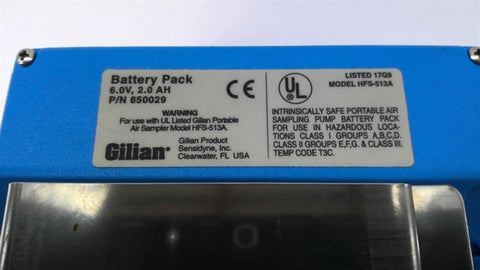 Battery Pack
6.0V, 2.0 AH
P/N 850029
CE
WARNING
For use with UL Listed Gilian Portable
Air Sampler Model HFS-513A.
Gilian®
Gilian Product
Sensidyne, Inc.
Clearwater, FL USA
UL
LISTED 17G9
MODEL HFS-513A
INTRINSICALLY SAFE PORTABLE AIR
SAMPLING PUMP BATTERY PACK
FOR USE IN HAZARDOUS LOCA-
TIONS CLASS I GROUPS A,B,C,D.
CLASS II GROUPS E,F,G, & CLASS III.
TEMP CODE T3C.